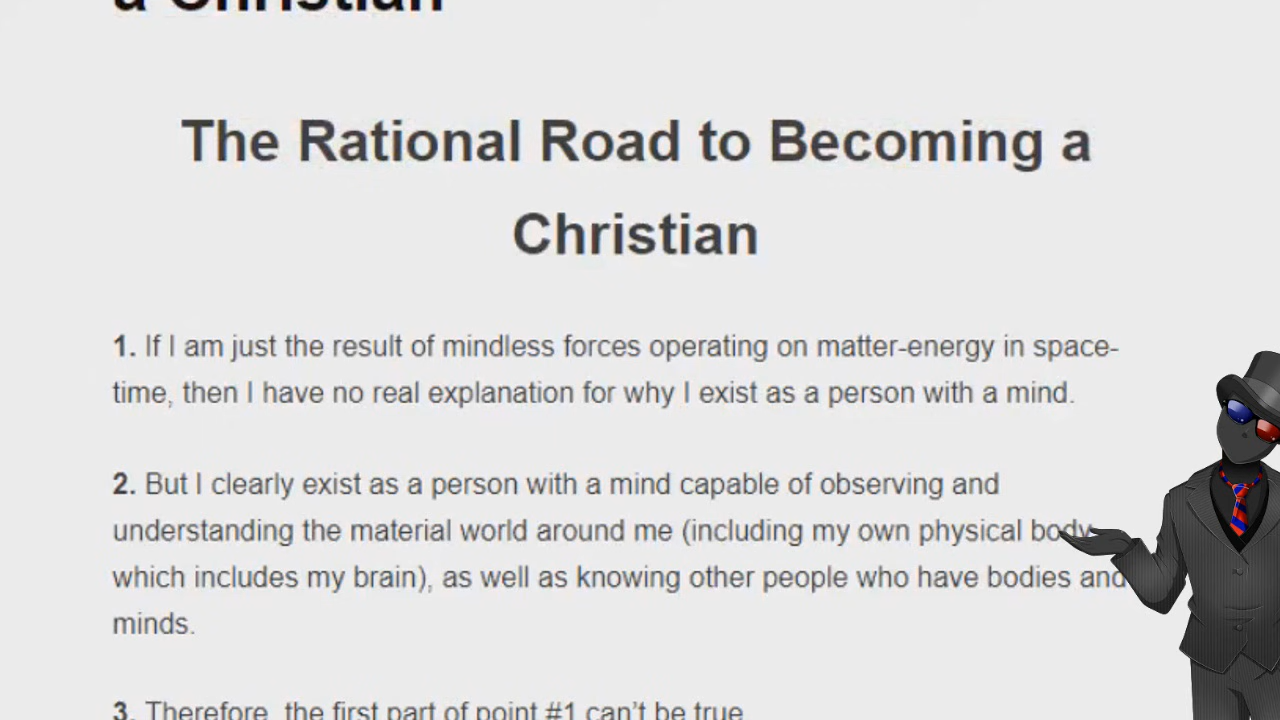 a Christian
The Rational Road to Becoming a
Christian
1. If I am just the result of mindless forces operating on matter-energy in space-
time, then I have no real explanation for why I exist as a person with a mind.
2. But I clearly exist as a person with a mind capable of observing and
understanding the material world around me (including my own physical body
which includes my brain), as well as knowing other people who have bodies and
minds.
3. Therefore, the first part of point #1 can't be true